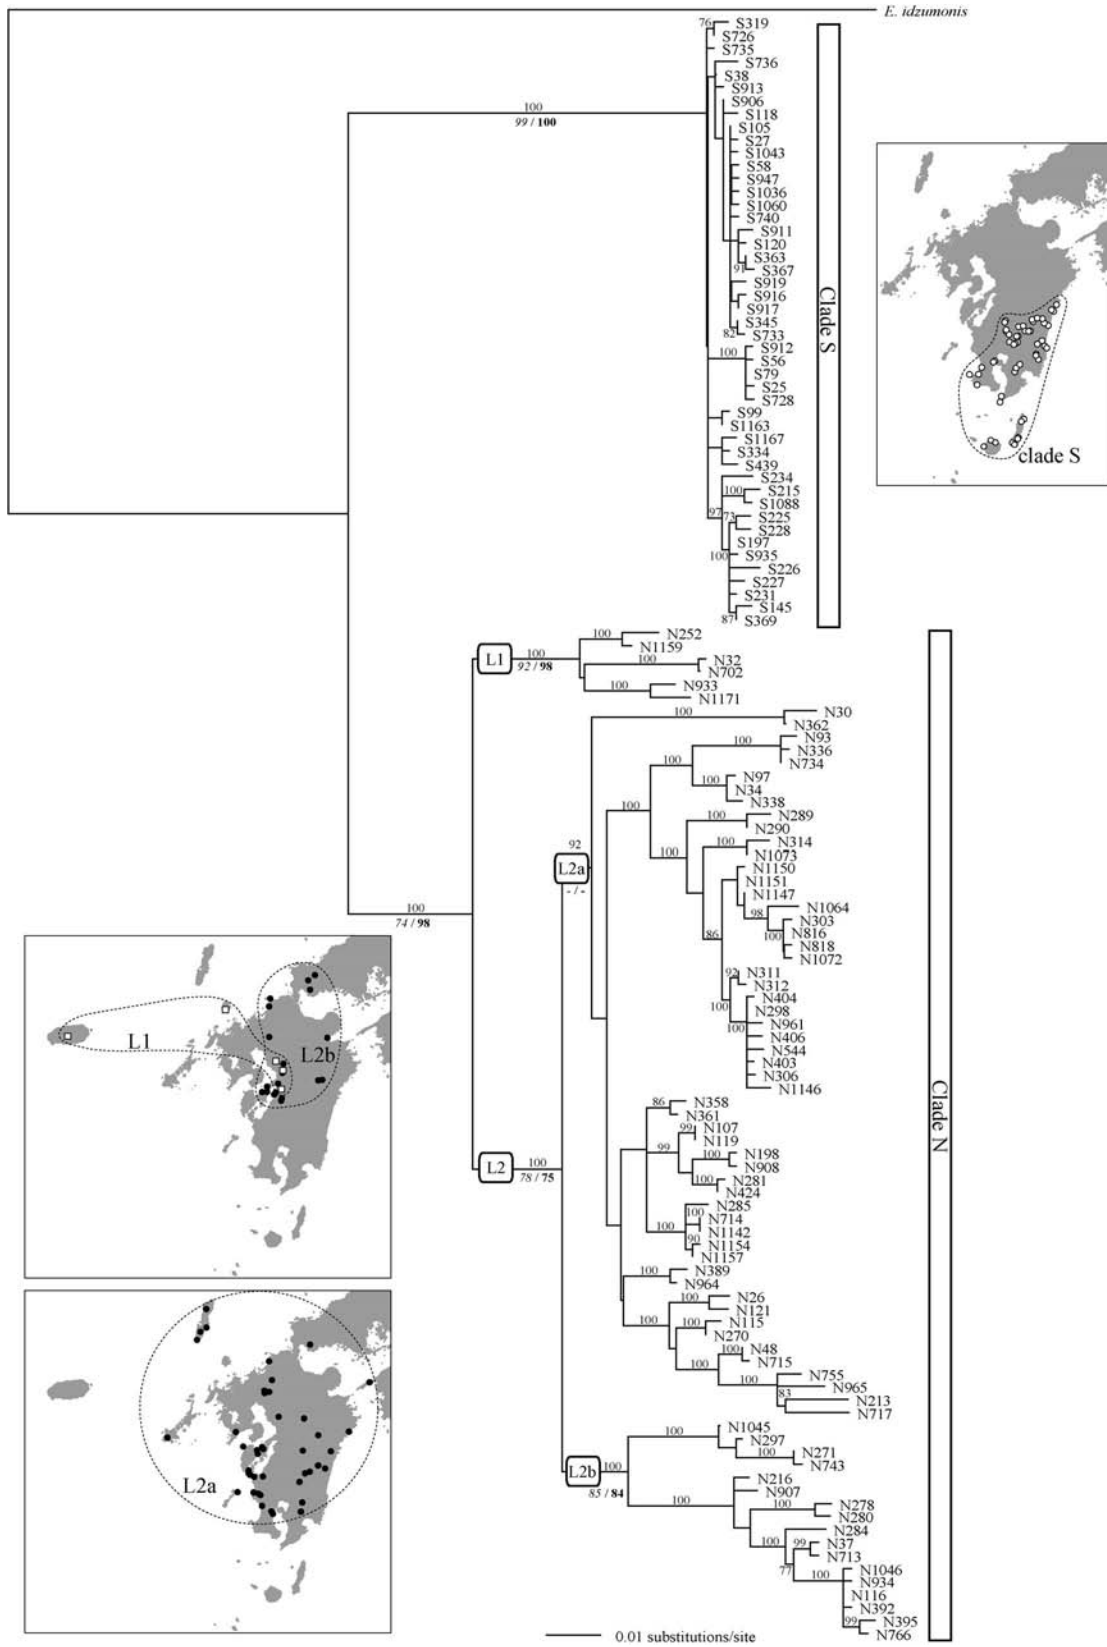 E. idzumonis
76
S319
S726
S735
S736
S38
S913
S906
100
99 / 100
S118
S105
S27
S1043
S58
S947
S1036
S1060
S740
S911
S120
S363
91
S367
S919
S916
S917
S345
82
S733
S912
100
S56
S79
S25
S728
S99
S1163
S1167
S334
S439
S234
100
S215
S1088
97
73
S225
S228
S197
100
S935
S226
S227
S231
S145
87
S369
Clade S
clade S
L1
100
92 / 98
100
N252
N1159
100
N32
N702
100
N933
N1171
100
N30
N362
100
N93
N336
N734
100
100
N97
N34
N338
100
100
N289
N290
100
N314
N1073
100
N1150
N1151
N1147
98
N1064
N303
100
N816
N818
N1072
86
92
N311
N312
100
N404
N298
100
N961
N406
N544
N403
N306
N1146
92
L2a
- / -
100
74 / 98
86
N358
N361
99
N107
N119
99
100
N198
N908
100
N281
N424
N285
100
N714
100
N1142
90
N1154
N1157
L2
100
78 / 75
100
N389
N964
100
N26
N121
100
100
N115
N270
100
100
N48
N715
100
N755
N965
83
N213
N717
L2b
100
85 / 84
100
N1045
N297
100
N271
N743
100
N216
N907
100
N278
N280
100
N284
99
N37
N713
77
100
N1046
N934
N116
N392
99
N395
N766
Clade N
L1
L2b
L2a
0.01 substitutions/site